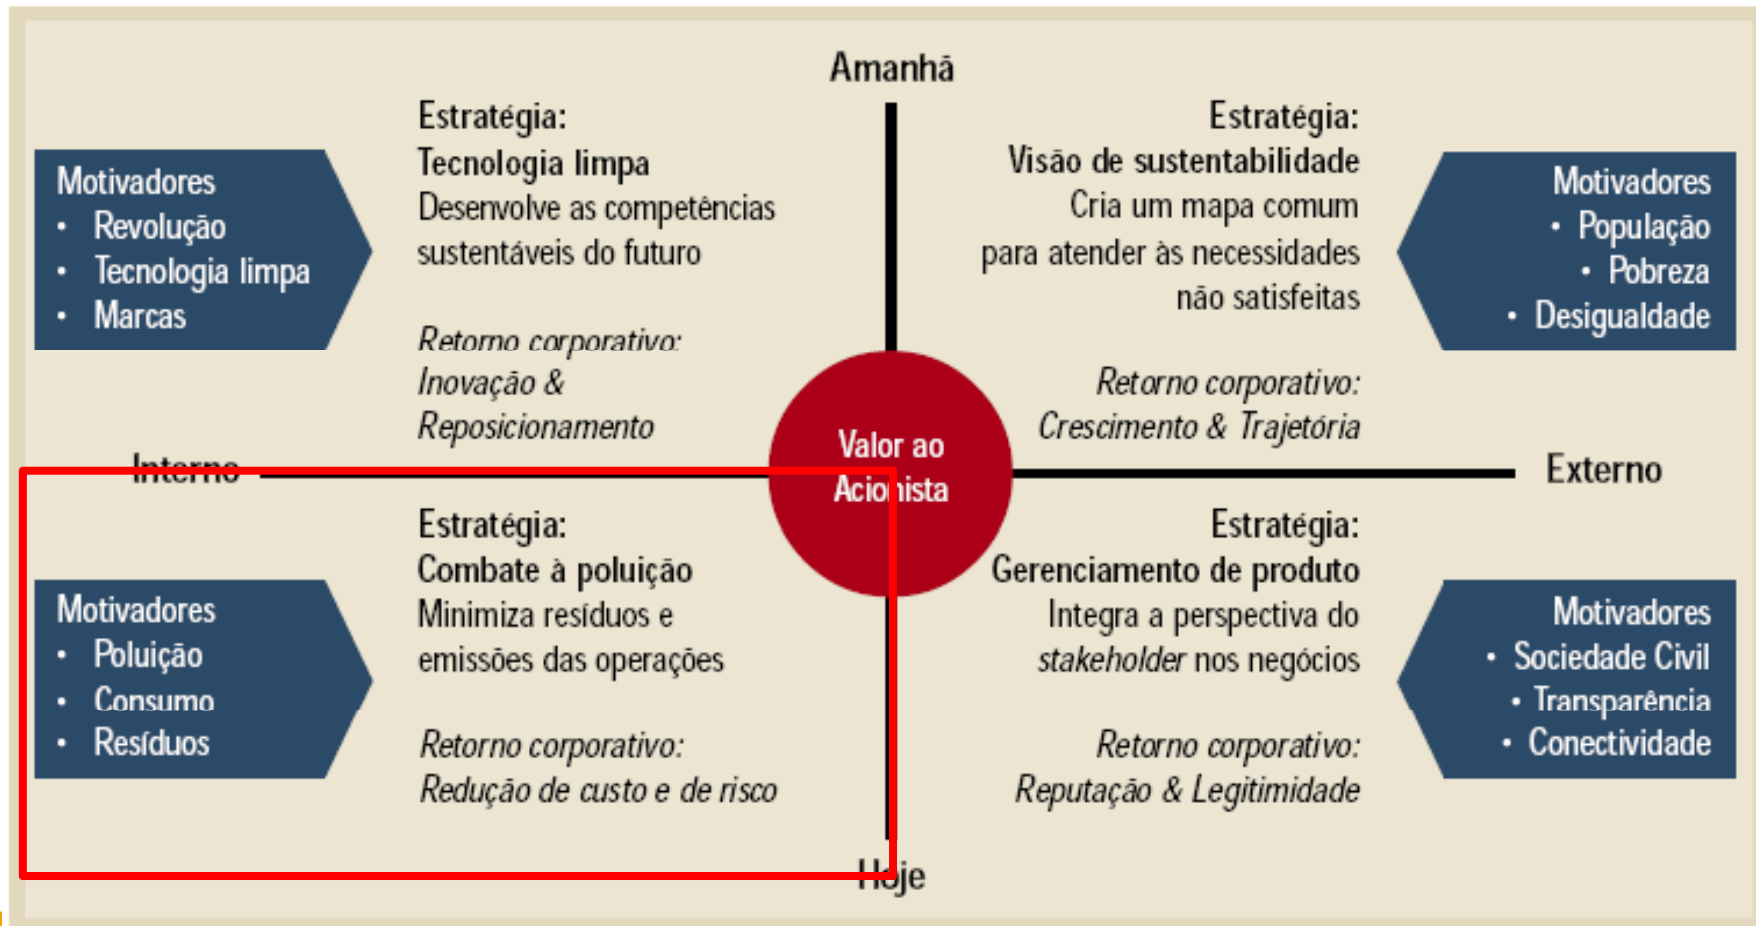 Amanhã
Motivadores
• Revolução
• Tecnologia limpa
• Marcas
Estratégia:
Tecnologia limpa
Desenvolve as competências
sustentáveis do futuro
Retorno corporativo:
Inovação &
Reposicionamento
Estratégia:
Visão de sustentabilidade
Cria um mapa comum
para atender às necessidades
não satisfeitas
Retorno corporativo:
Crescimento & Trajetória
Motivadores
• População
• Pobreza
• Desigualdade
Interno
Valor ao
Acionista
Externo
Motivadores
• Poluição
• Consumo
• Resíduos
Estratégia:
Combate à poluição
Minimiza resíduos e
emissões das operações
Retorno corporativo:
Redução de custo e de risco
Estratégia:
Gerenciamento de produto
Integra a perspectiva do
stakeholder nos negócios
Retorno corporativo:
Reputação & Legitimidade
Motivadores
• Sociedade Civil
• Transparência
• Conectividade
Hoje